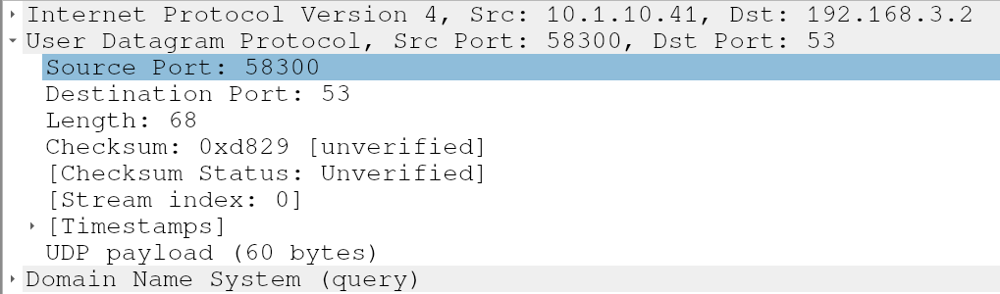 Internet Protocol Version 4, Src: 10.1.10.41, Dst: 192.168.3.2
User Datagram Protocol, Src Port: 58300, Dst Port: 53
Source Port: 58300
Destination Port: 53
Length: 68
Checksum: 0xd829 [unverified]
[Checksum Status: Unverified]
[Stream index: 0]
[Timestamps]
UDP payload (60 bytes)
Domain Name System (query)